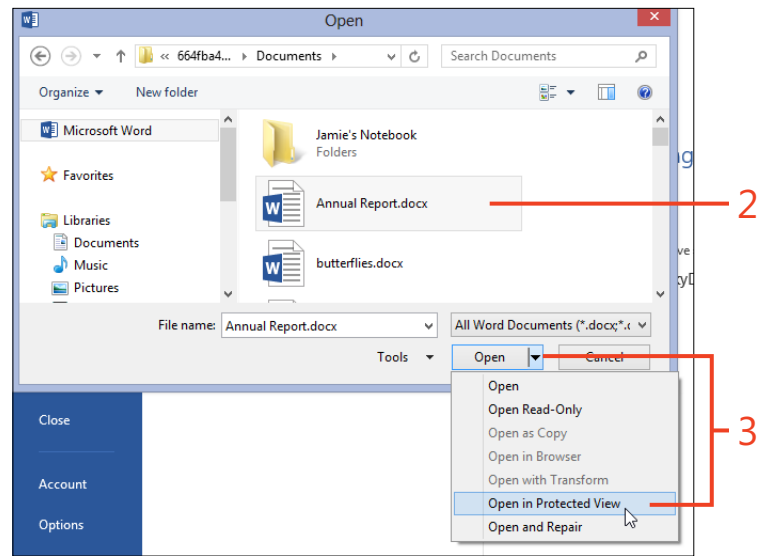 Open
« 664fba4... Documents
Search Documents
Organize New folder
Microsoft Word
Favorites
Libraries
Documents
Music
Pictures
Jamie's Notebook
Folders
Annual Report.docx
2
butterflies.docx
File name: Annual Report.docx
All Word Documents (*.docx;*.c
Tools Open Cancel
Open
Open Read-Only
Open as Copy
Open in Browser
Open with Transform
Open in Protected View
Open and Repair
3
Close
Account
Options